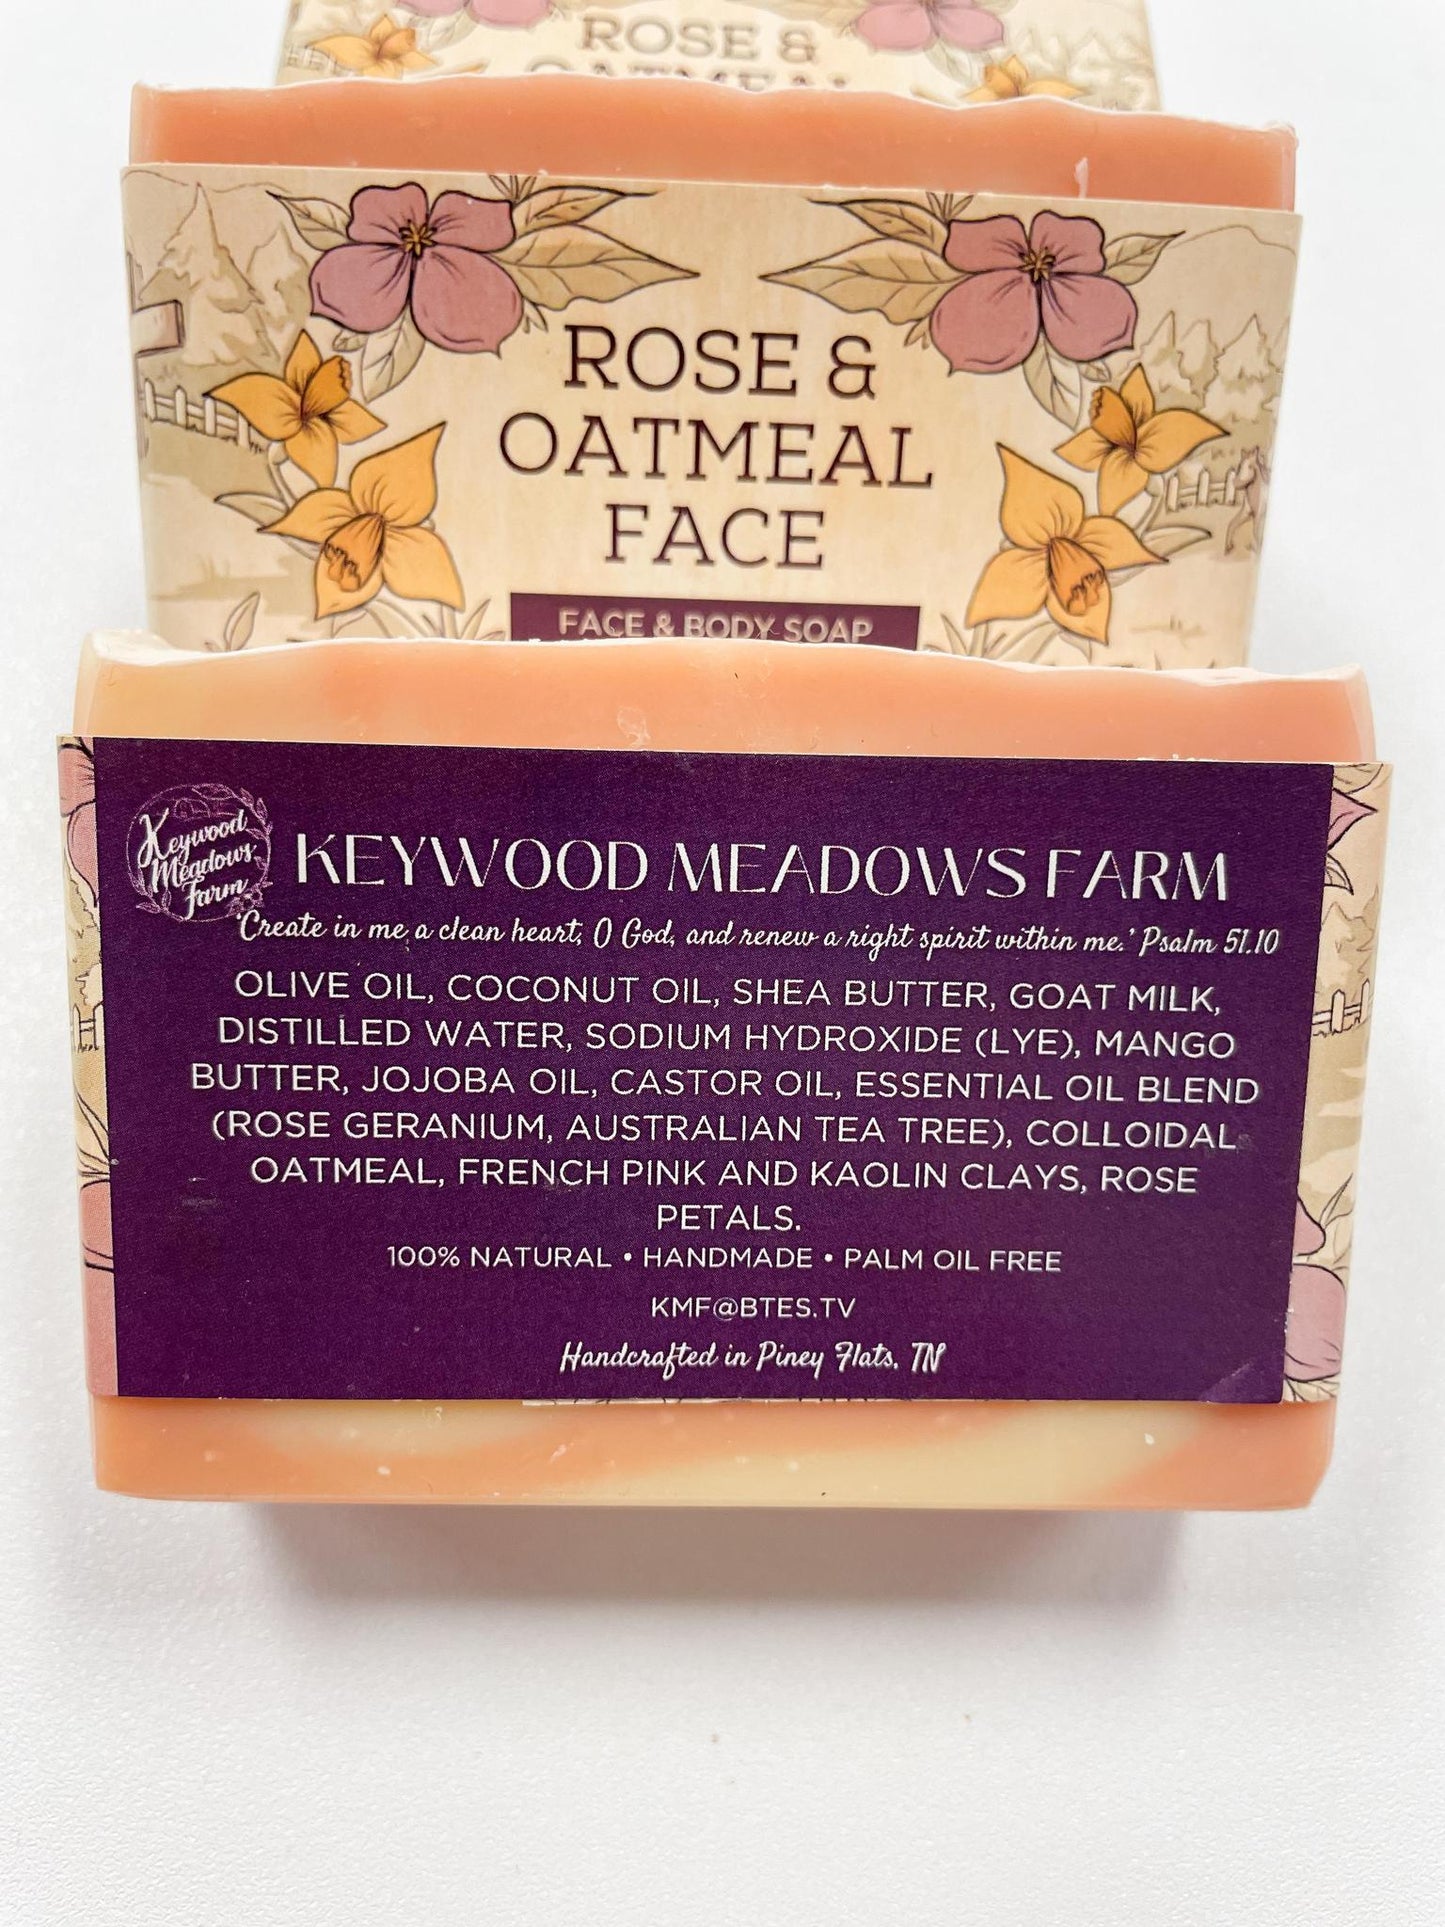 ROSE &
OATMEAL
ROSE &
OATMEAL
FACE
FACE & BODY SOAP
Keywood
Meadows
Farm
KEYWOOD MEADOWS FARM
'Create in me a clean heart, O God, and renew a right spirit within me.' Psalm 51.10
OLIVE OIL, COCONUT OIL, SHEA BUTTER, GOAT MILK,
DISTILLED WATER, SODIUM HYDROXIDE (LYE), MANGO
BUTTER, JOJOBA OIL, CASTOR OIL, ESSENTIAL OIL BLEND
(ROSE GERANIUM, AUSTRALIAN TEA TREE), COLLOIDAL
OATMEAL, FRENCH PINK AND KAOLIN CLAYS, ROSE
PETALS.
100% NATURAL • HANDMADE • PALM OIL FREE
KMF@BTES.TV
Handcrafted in Piney Flats, TN